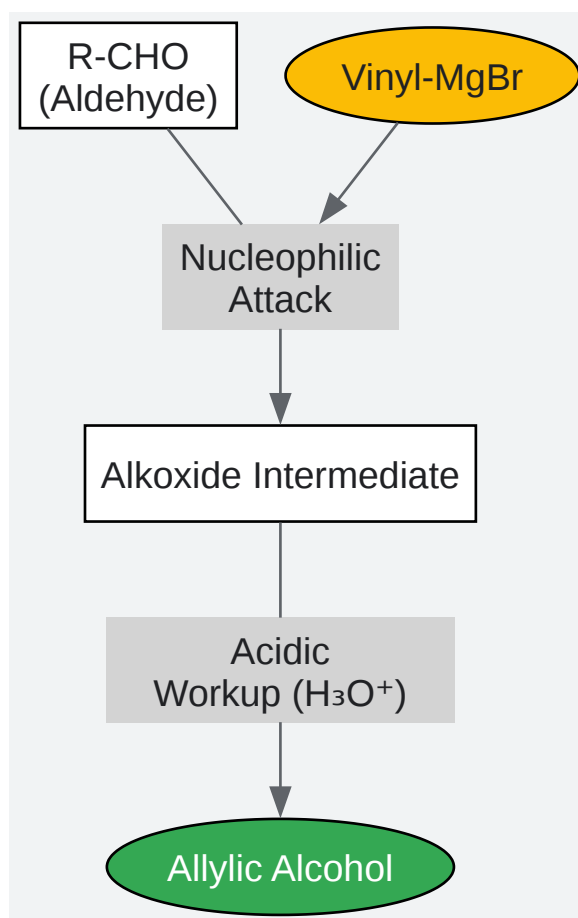 R-CHO
(Aldehyde)
Vinyl-MgBr
Nucleophilic
Attack
Alkoxide Intermediate
Acidic
Workup (H₃O⁺)
Allylic Alcohol